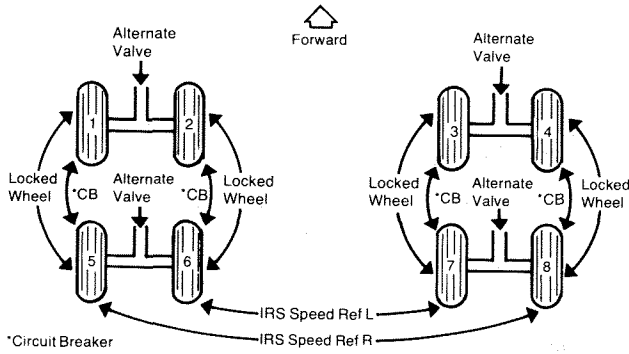 Forward
Alternate
Valve
Alternate
Valve
1
2
3
4
Locked
Wheel
*CB
Alternate
Valve
*CB
Locked
Wheel
Locked
Wheel
*CB
Alternate
Valve
*CB
Locked
Wheel
5
6
7
8
IRS Speed Ref L
IRS Speed Ref R
*Circuit Breaker